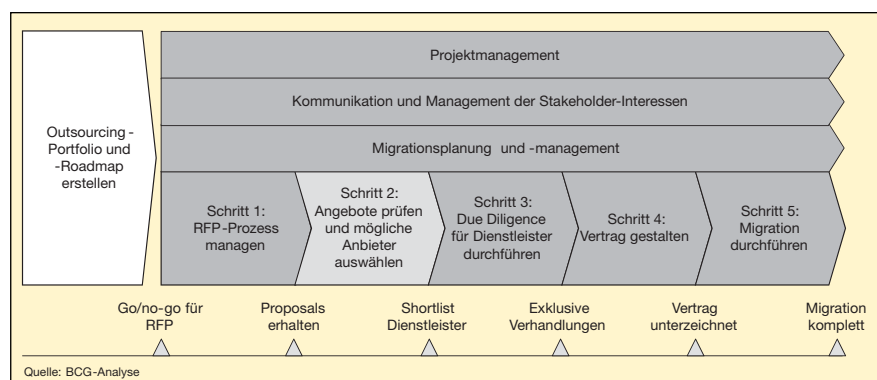 Projektmanagement
Kommunikation und Management der Stakeholder-Interessen
Migrationsplanung und -management
Outsourcing -
Portfolio und
-Roadmap
erstellen
Schritt 1:
RFP-Prozess
managen
Schritt 2:
Angebote prüfen
und mögliche
Anbieter
auswählen
Schritt 3:
Due Diligence
für Dienstleister
durchführen
Schritt 4:
Vertrag gestalten
Schritt 5:
Migration
durchführen
Go/no-go für
RFP
Proposals
erhalten
Shortlist
Dienstleister
Exklusive
Verhandlungen
Vertrag
unterzeichnet
Migration
komplett
Quelle: BCG-Analyse